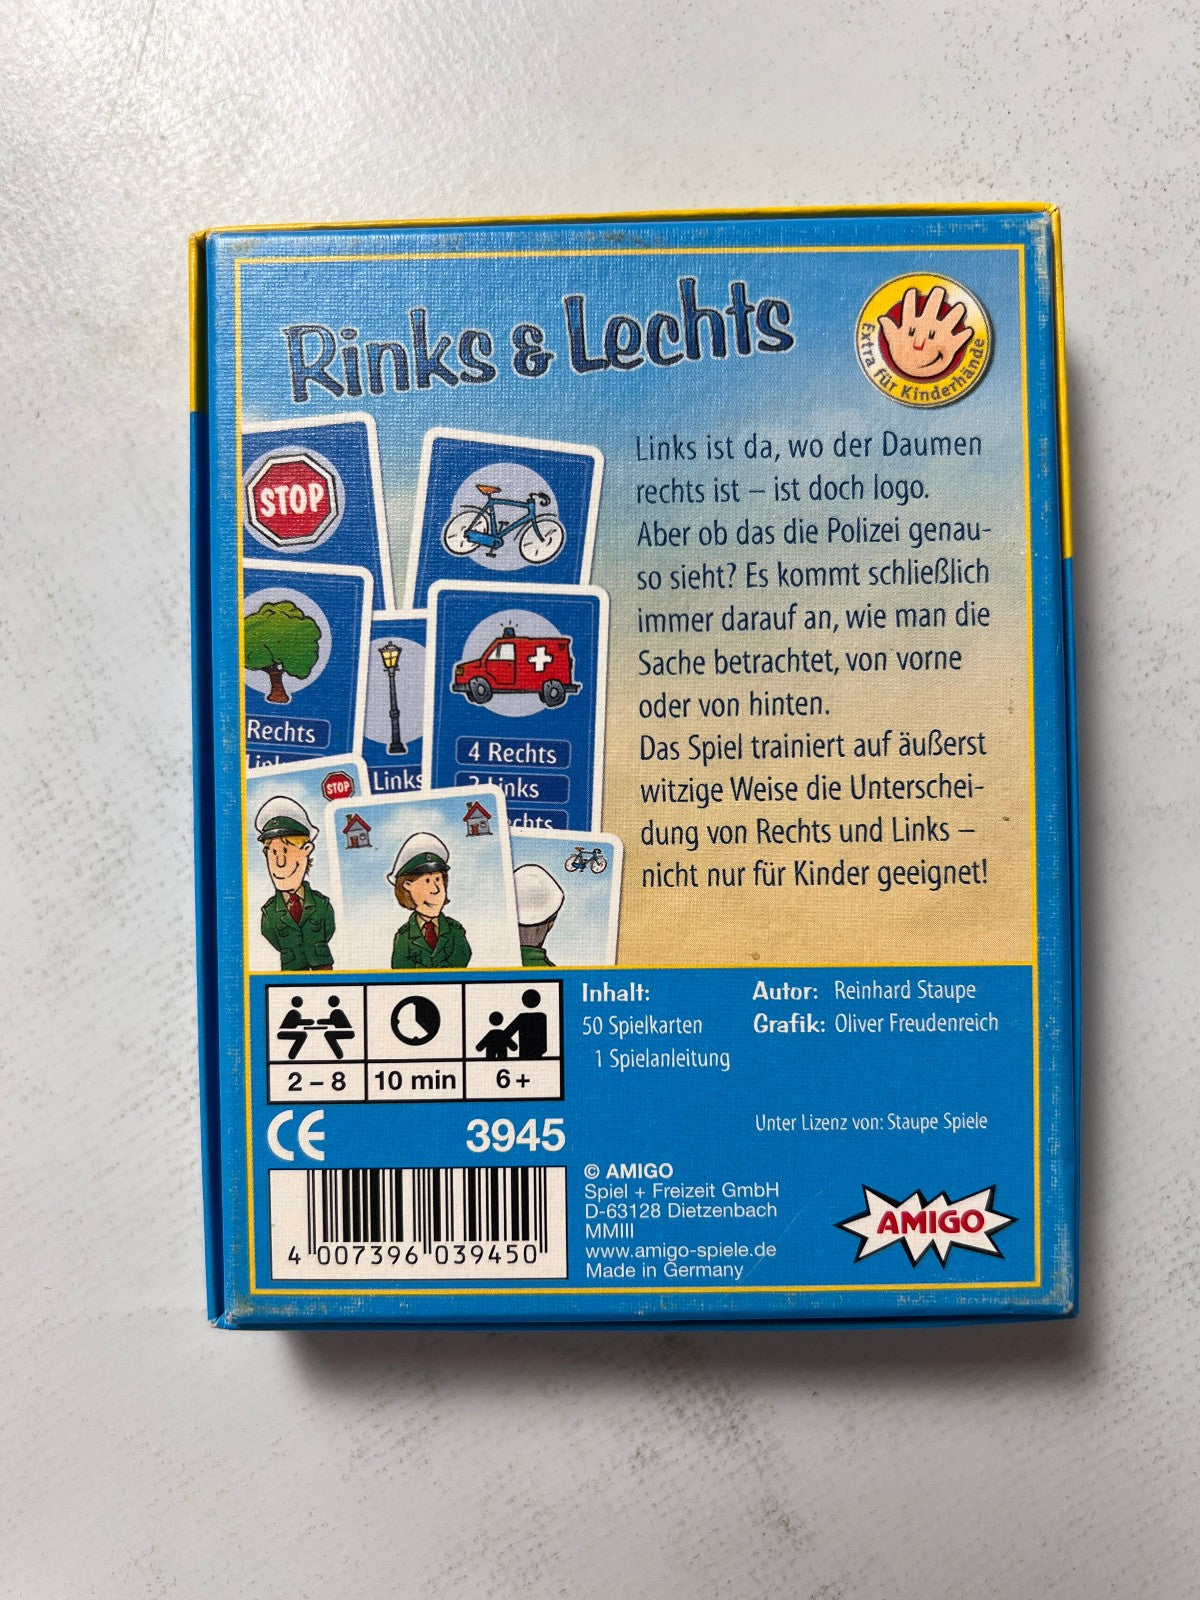 Rinks & Lechts
Extra für Kinderhände
Links ist da, wo der Daumen
rechts ist – ist doch logo.
Aber ob das die Polizei genau-
so sieht? Es kommt schließlich
immer darauf an, wie man die
Sache betrachtet, von vorne
oder von hinten.
Das Spiel trainiert auf äußerst
witzige Weise die Unterschei-
dung von Rechts und Links –
nicht nur für Kinder geeignet!
STOP
Rechts
Links
4 Rechts
STOP
2 – 8
10 min
6+
CE
3945
4 007396 039450
Inhalt:
50 Spielkarten
1 Spielanleitung
Autor: Reinhard Staupe
Grafik: Oliver Freudenreich
Unter Lizenz von: Staupe Spiele
© AMIGO
Spiel + Freizeit GmbH
D-63128 Dietzenbach
MMIII
www.amigo-spiele.de
Made in Germany
AMIGO